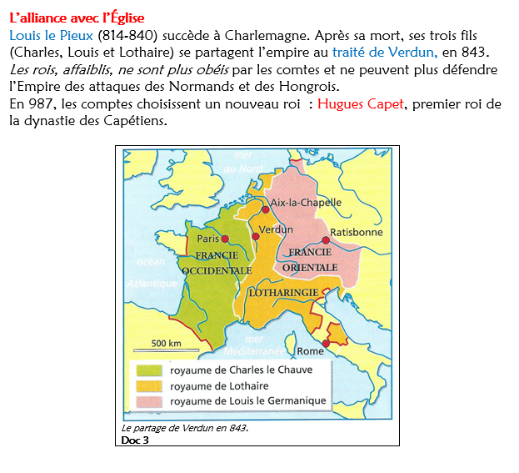 L'alliance avec l'Église
Louis le Pieux (814-840) succède à Charlemagne. Après sa mort, ses trois fils
(Charles, Louis et Lothaire) se partagent l'empire au traité de Verdun, en 843.
Les rois, affaiblis, ne sont plus obéis par les comtes et ne peuvent plus défendre
l'Empire des attaques des Normands et des Hongrois.
En 987, les comptes choisissent un nouveau roi : Hugues Capet, premier roi de
la dynastie des Capétiens.
mer
du Nord
Aix-la-Chapelle
Verdun
Ratisbonne
Paris
FRANCIE
OCCIDENTALE
FRANCIE
ORIENTALE
océan
Atlantique
LOTHARINGIE
500 km
mer
Méditerranée
Rome
royaume de Charles le Chauve
royaume de Lothaire
royaume de Louis le Germanique
Le partage de Verdun en 843.
Doc 3